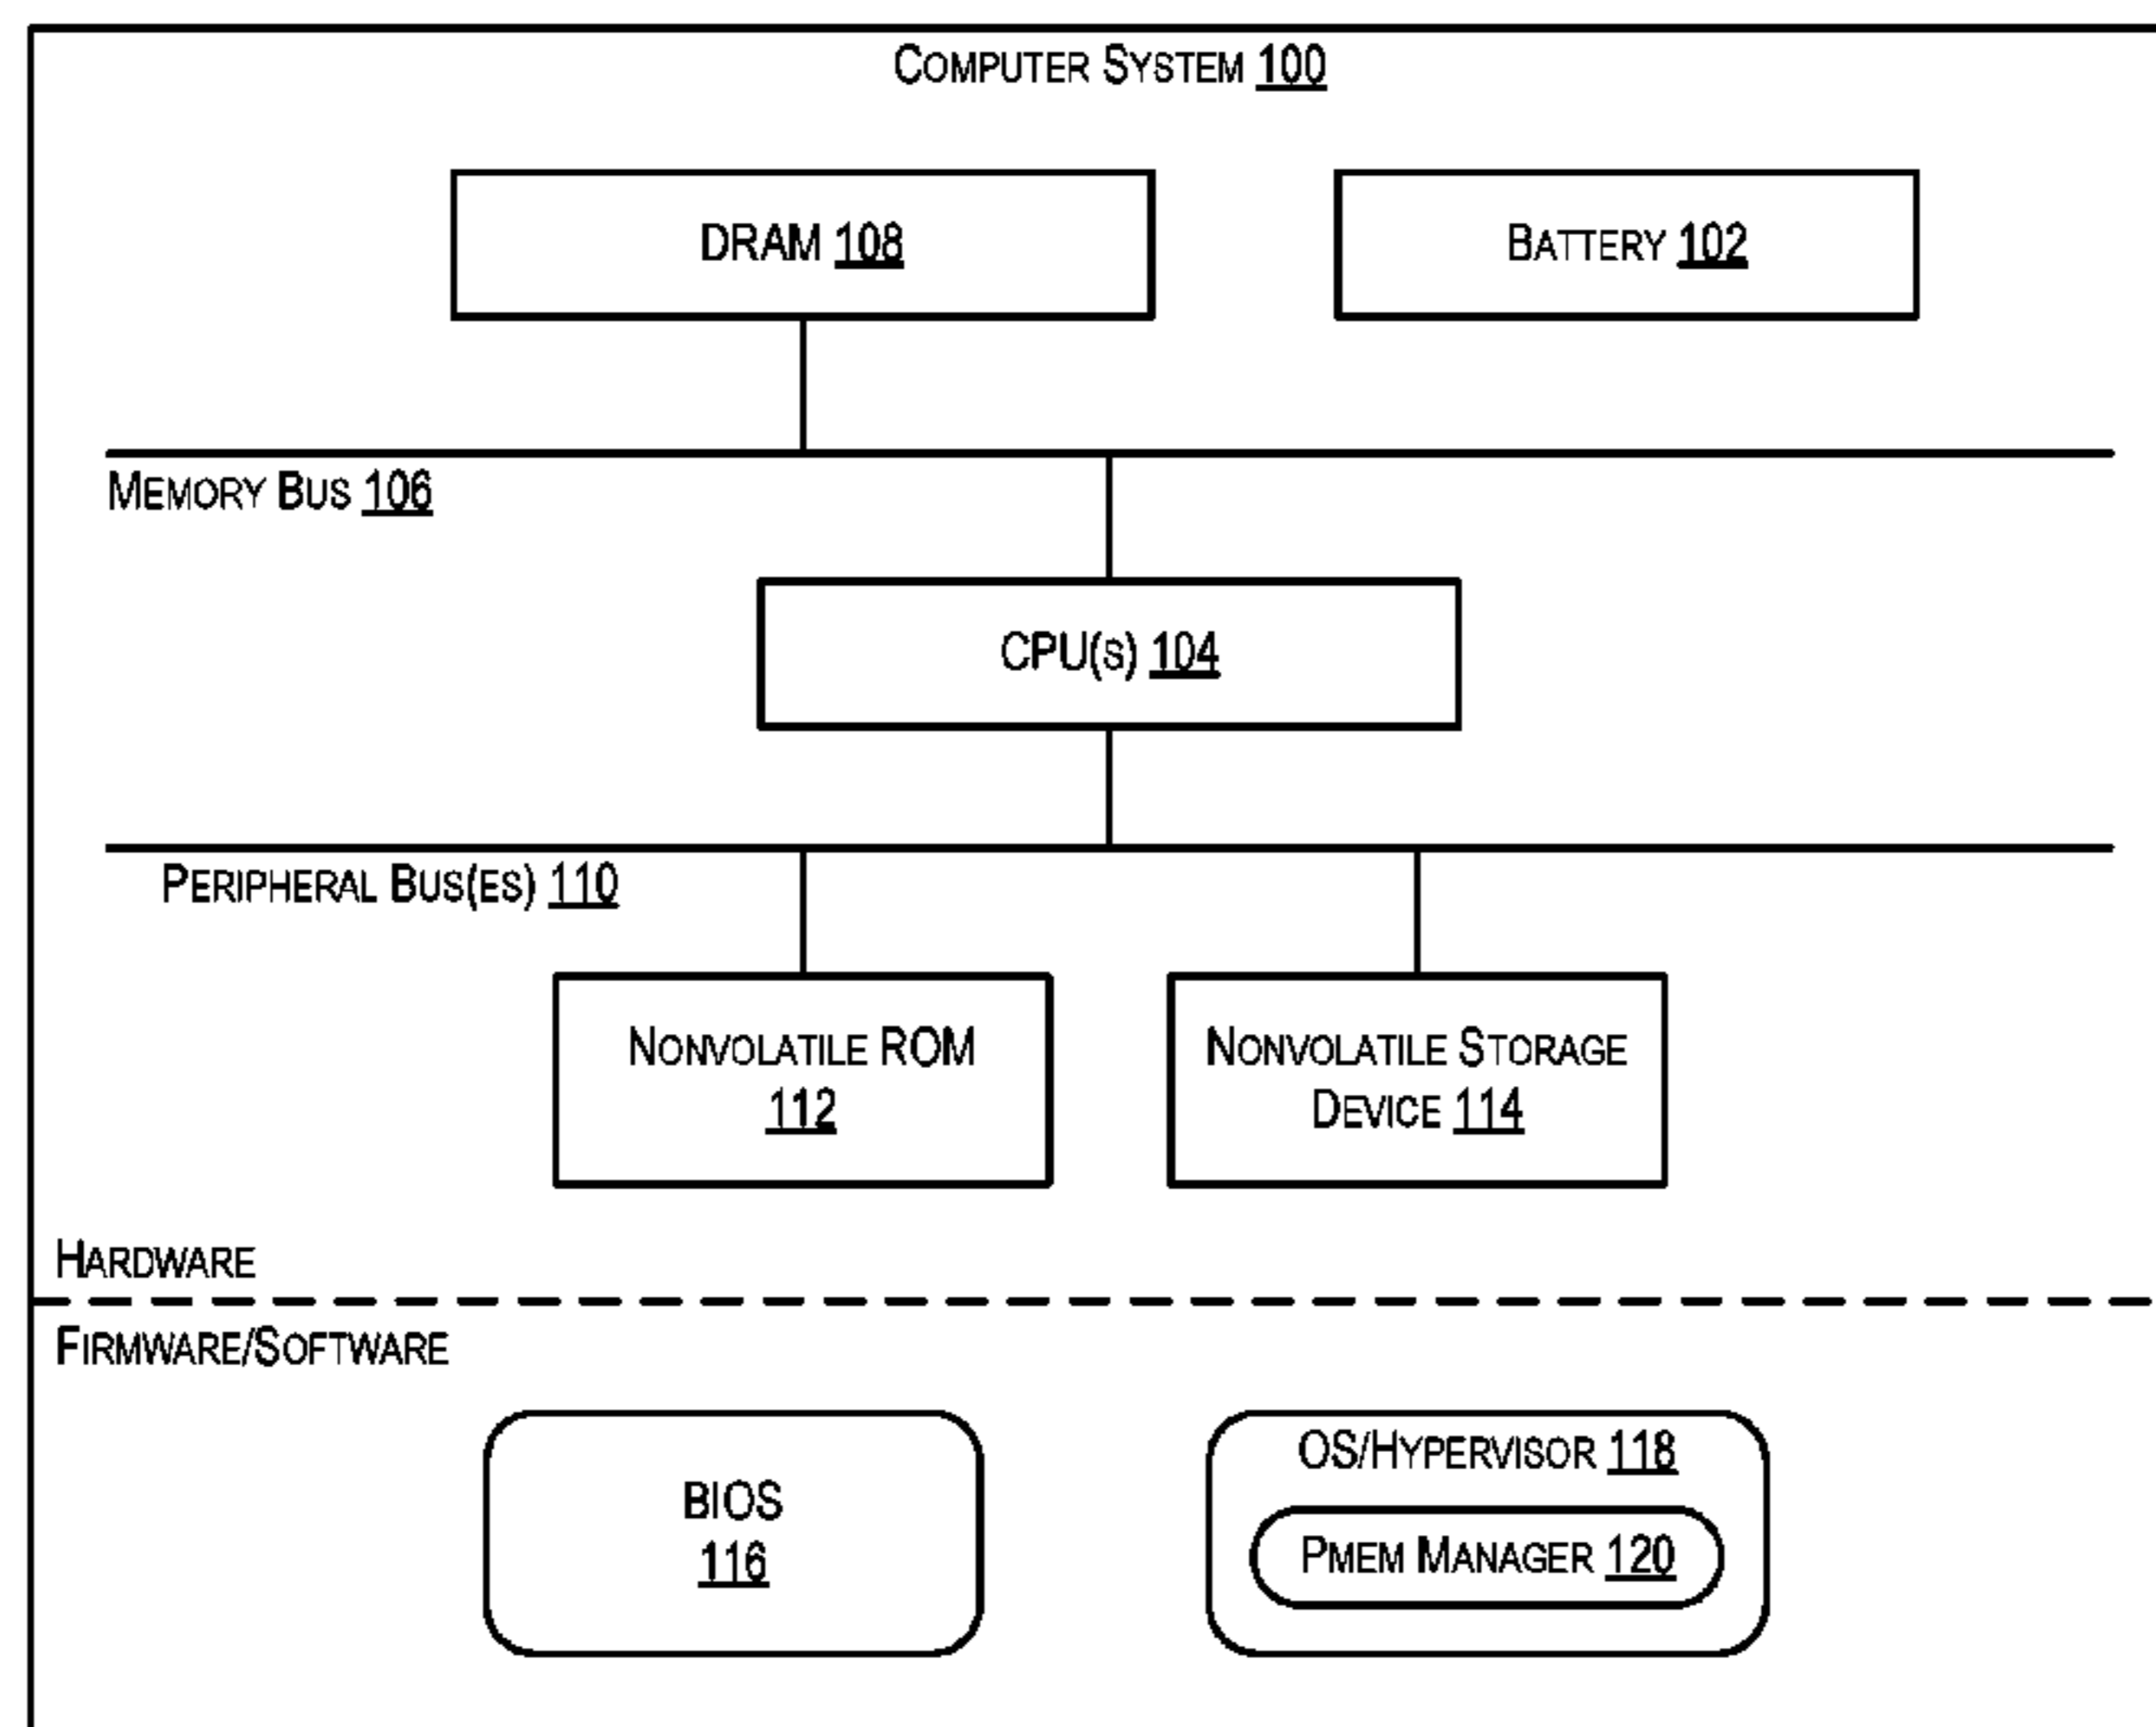 COMPUTER SYSTEM 100
DRAM 108
BATTERY 102
MEMORY BUS 106
CPU(S) 104
PERIPHERAL BUS(ES) 110
NONVOLATILE ROM
112
NONVOLATILE STORAGE
DEVICE 114
HARDWARE
FIRMWARE/SOFTWARE
BIOS
116
OS/HYPERVISOR 118
PMEM MANAGER 120